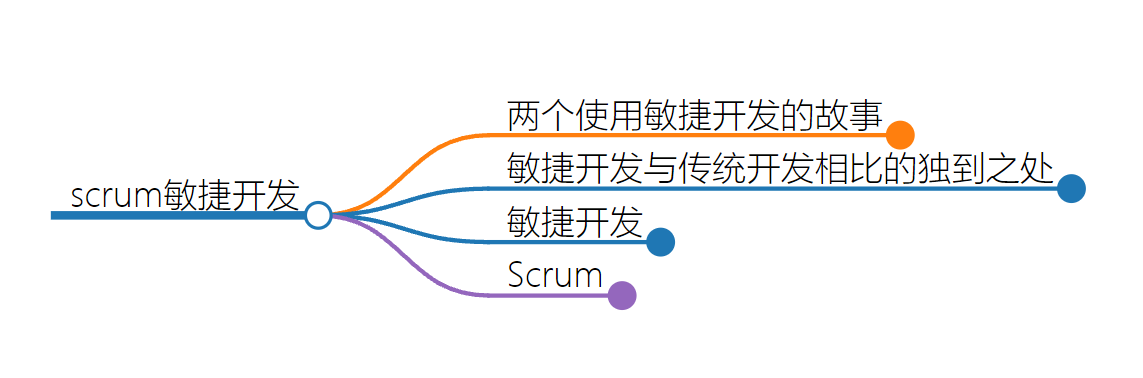 两个使用敏捷开发的故事
敏捷开发与传统开发相比的独到之处
scrum敏捷开发
敏捷开发
Scrum